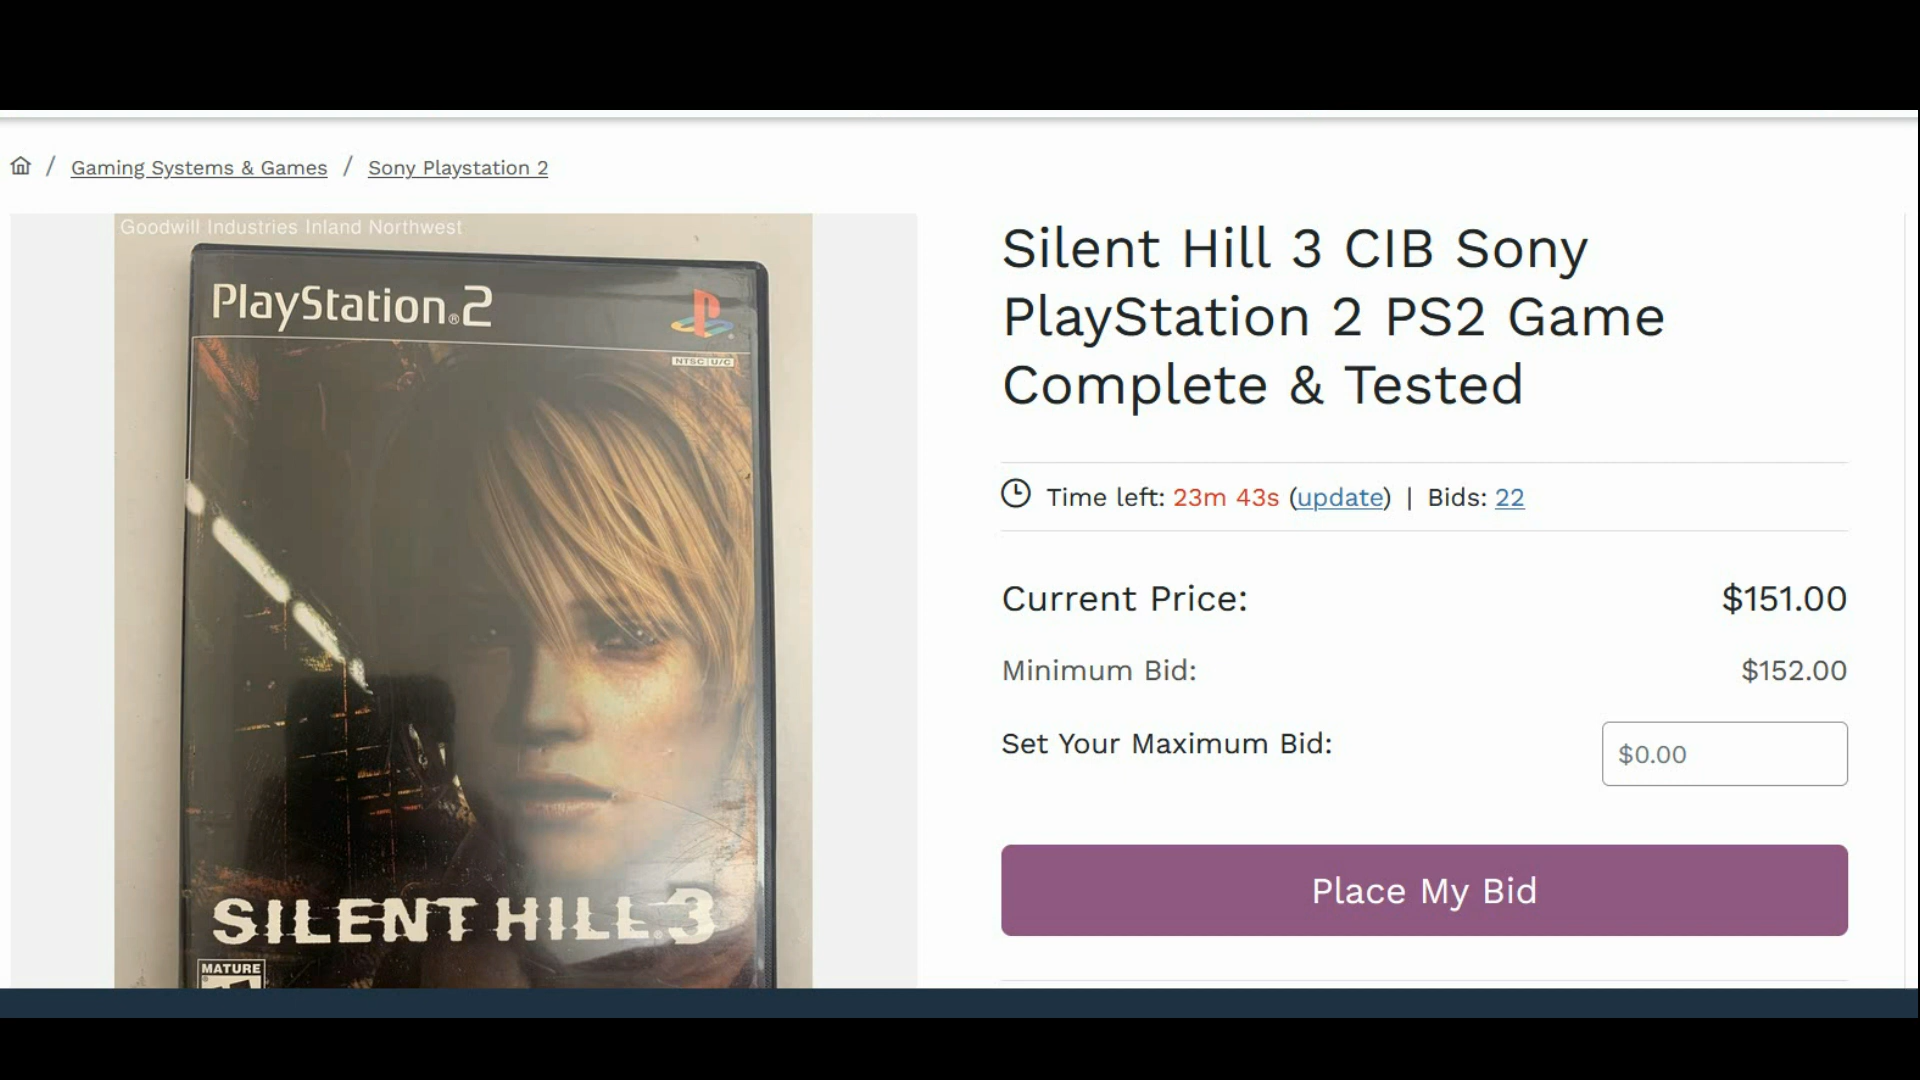 / Gaming Systems & Games / Sony Playstation 2
Goodwill Industries Inland Northwest
PlayStation®2
NTSC U/C
SILENT HILL 3
MATURE
Silent Hill 3 CIB Sony
PlayStation 2 PS2 Game
Complete & Tested
Time left: 23m 43s (update) | Bids: 22
Current Price: $151.00
Minimum Bid: $152.00
Set Your Maximum Bid: $0.00
Place My Bid